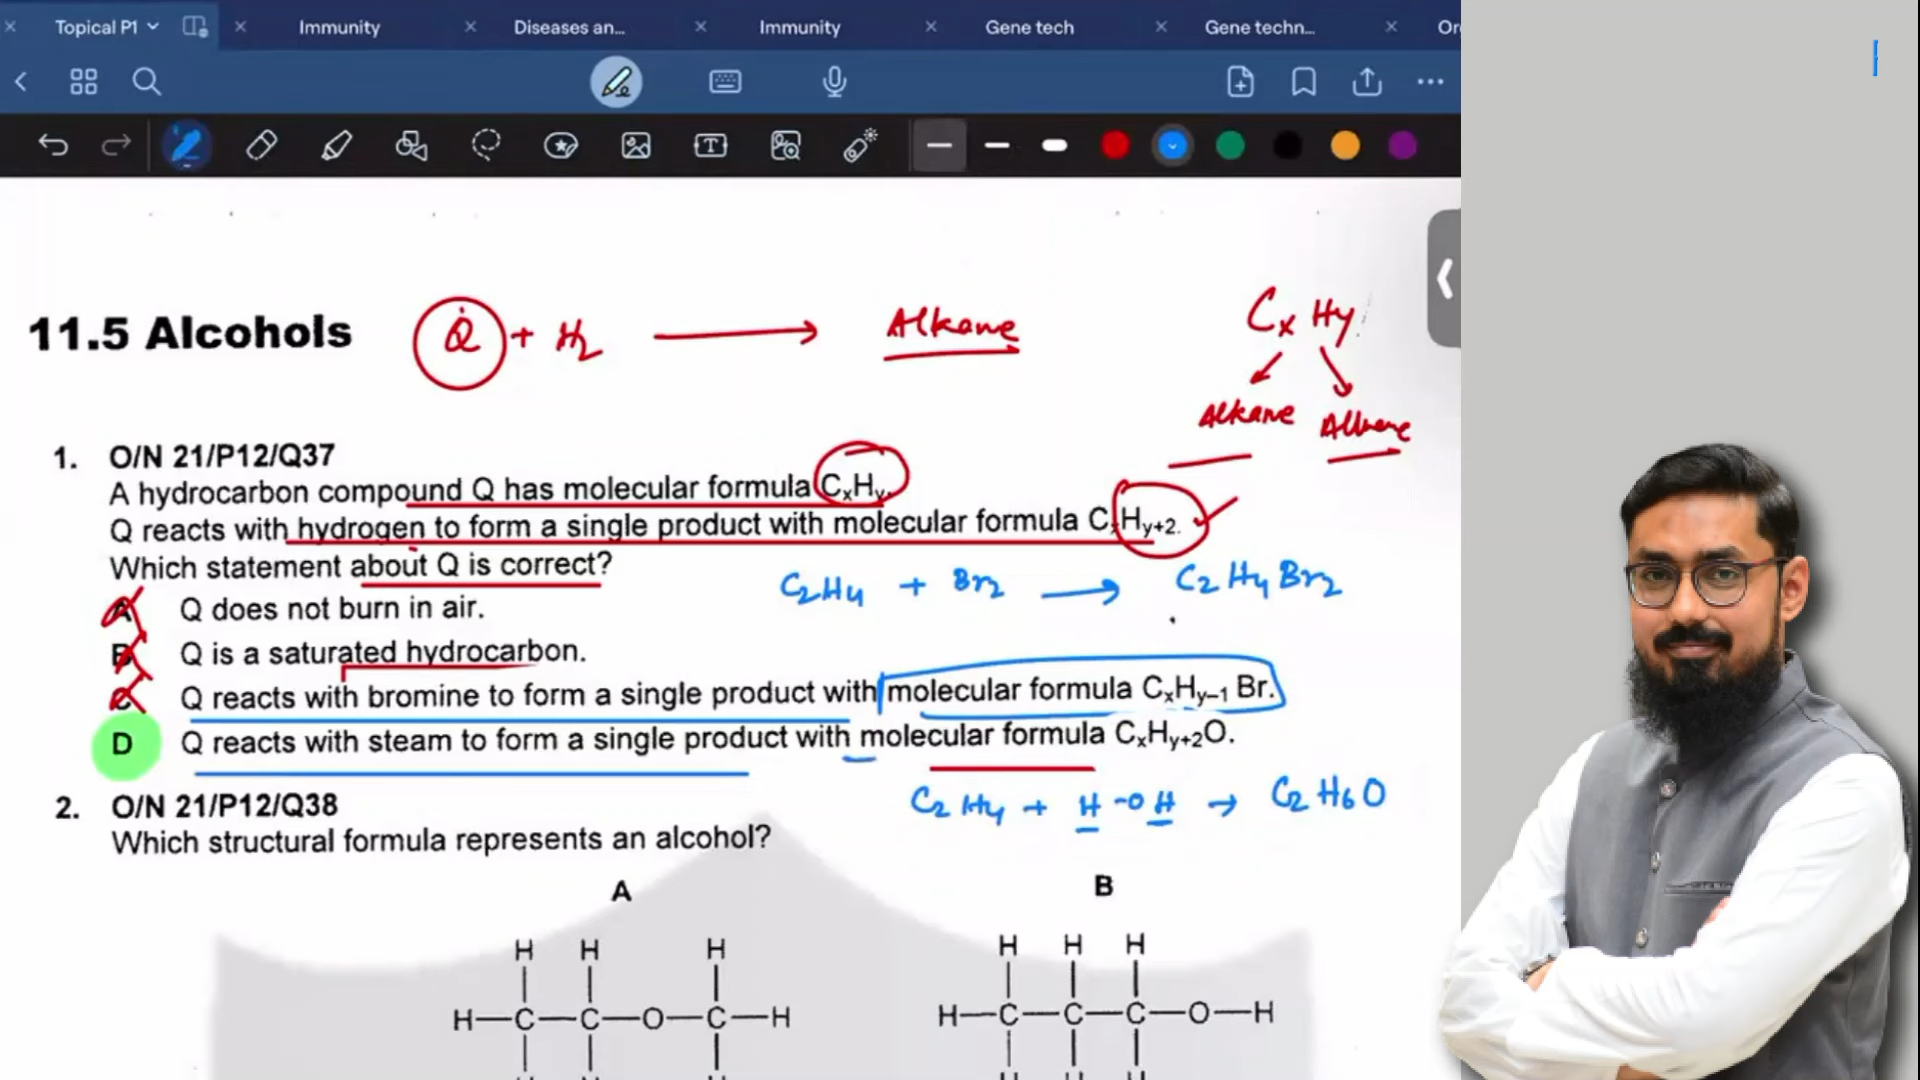 Topical P1
Immunity
Diseases an...
Immunity
Gene tech
Gene techn...
Or
11.5 Alcohols
Q + H2 → Alkane
Cx Hy
Alkane
1. O/N 21/P12/Q37
A hydrocarbon compound Q has molecular formula CxHy.
Q reacts with hydrogen to form a single product with molecular formula CxHy+2.
Which statement about Q is correct?
C2H4 + Br2 → C2H4Br2
A Q does not burn in air.
B Q is a saturated hydrocarbon.
C Q reacts with bromine to form a single product with molecular formula CxHy–1 Br.
D Q reacts with steam to form a single product with molecular formula CxHy+2O.
C2H4 + H-OH → C2H6O
2. O/N 21/P12/Q38
Which structural formula represents an alcohol?
A
B
H H H
H H H
H—C—C—O—C—H
H—C—C—C—O—H